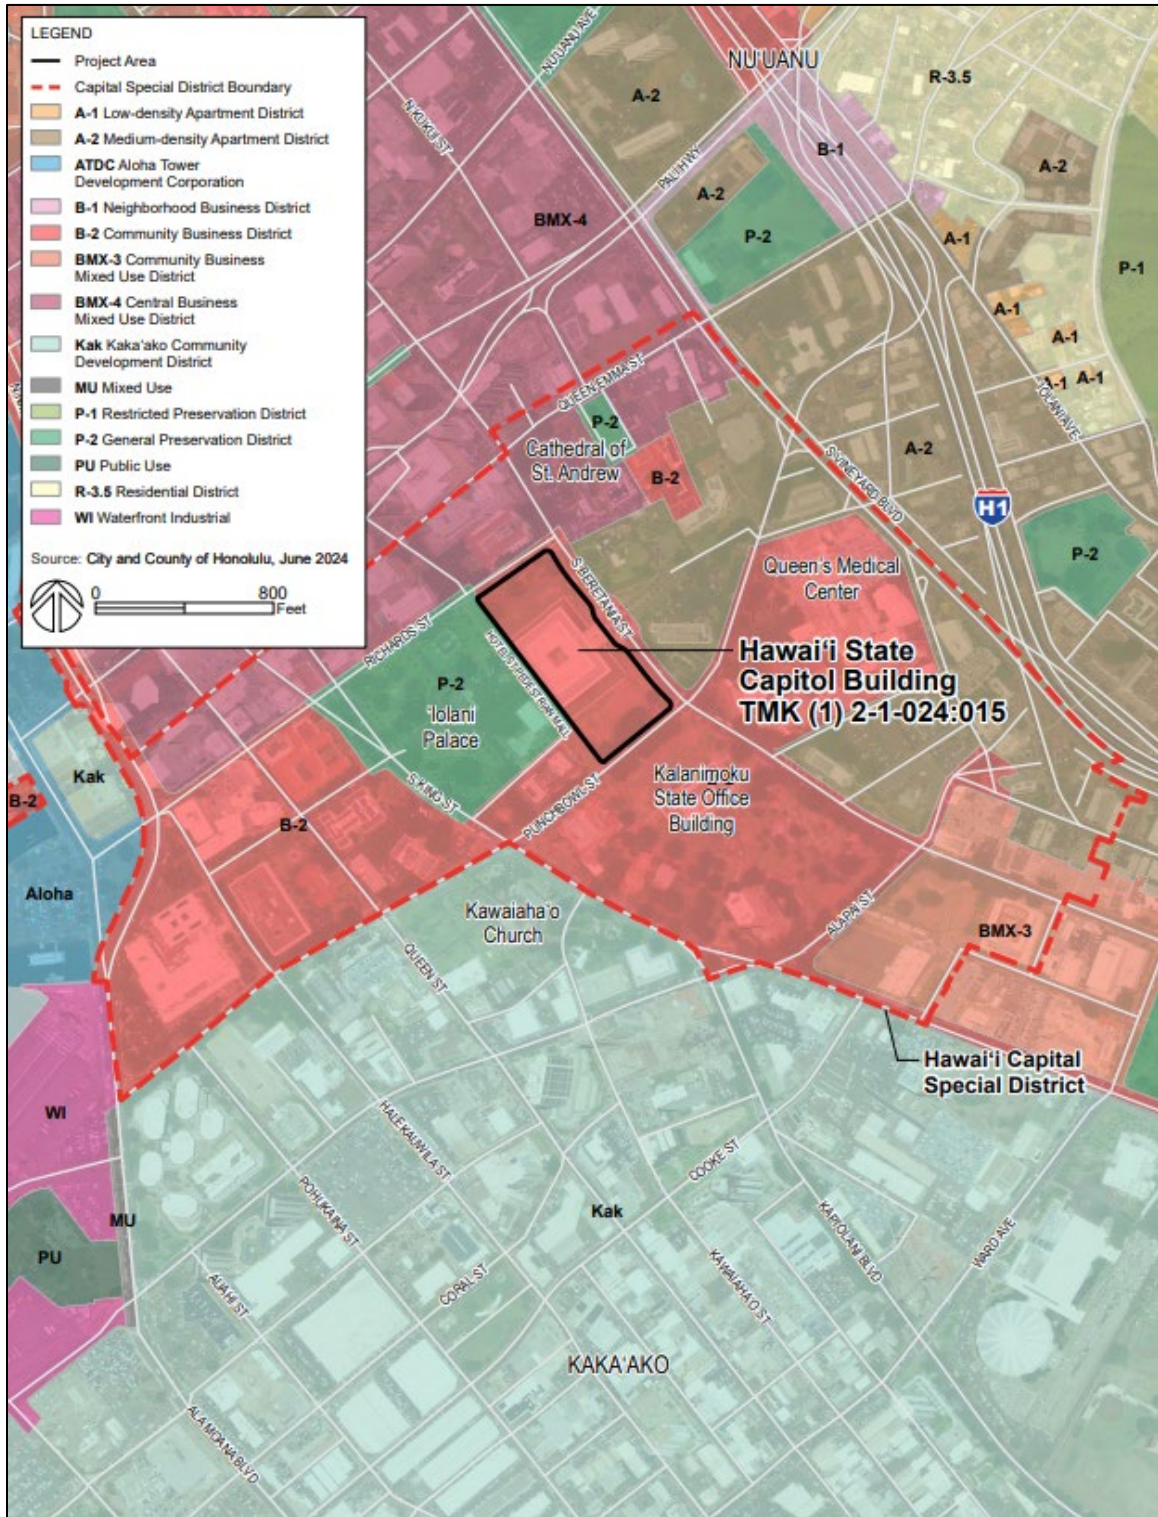 LEGEND
Project Area
Capital Special District Boundary
A-1 Low-density Apartment District
A-2 Medium-density Apartment District
ATDC Aloha Tower
Development Corporation
B-1 Neighborhood Business District
B-2 Community Business District
BMX-3 Community Business
Mixed Use District
BMX-4 Central Business
Mixed Use District
Kak Kaka'ako Community
Development District
MU Mixed Use
P-1 Restricted Preservation District
P-2 General Preservation District
PU Public Use
R-3.5 Residential District
WI Waterfront Industrial
Source: City and County of Honolulu, June 2024
0 800
Feet
NU'UANU AVE
NU'UANU
R-3.5
A-2
N KUKUI ST
B-1
PALI HWY
A-2
A-2
BMX-4
P-2
A-1
P-1
A-1
A-1
A-1
A-1
IOLANI AVE
QUEEN EMMA ST
P-2
Cathedral of
St. Andrew
B-2
A-2
S VINEYARD BLVD
H1
P-2
S BERETANIA ST
Queen's Medical
Center
RICHARDS ST
HOTEL ST PEDESTRIAN MALL
Hawai‘i State
Capitol Building
TMK (1) 2-1-024:015
P-2
'Iolani
Palace
Kak
S KING ST
PUNCHBOWL ST
Kalanimoku
State Office
Building
B-2
B-2
Aloha
Kawaiaha'o
Church
ALAPAI ST
BMX-3
QUEEN ST
Hawai‘i Capital
Special District
WI
HALEKAUWILA ST
COOKE ST
POHUKAINA ST
MU
Kak
KAPIOLANI BLVD
WARD AVE
PU
AUAHI ST
CORAL ST
KAWAIAHA'O ST
KAKA'AKO
ALA MOANA BLVD